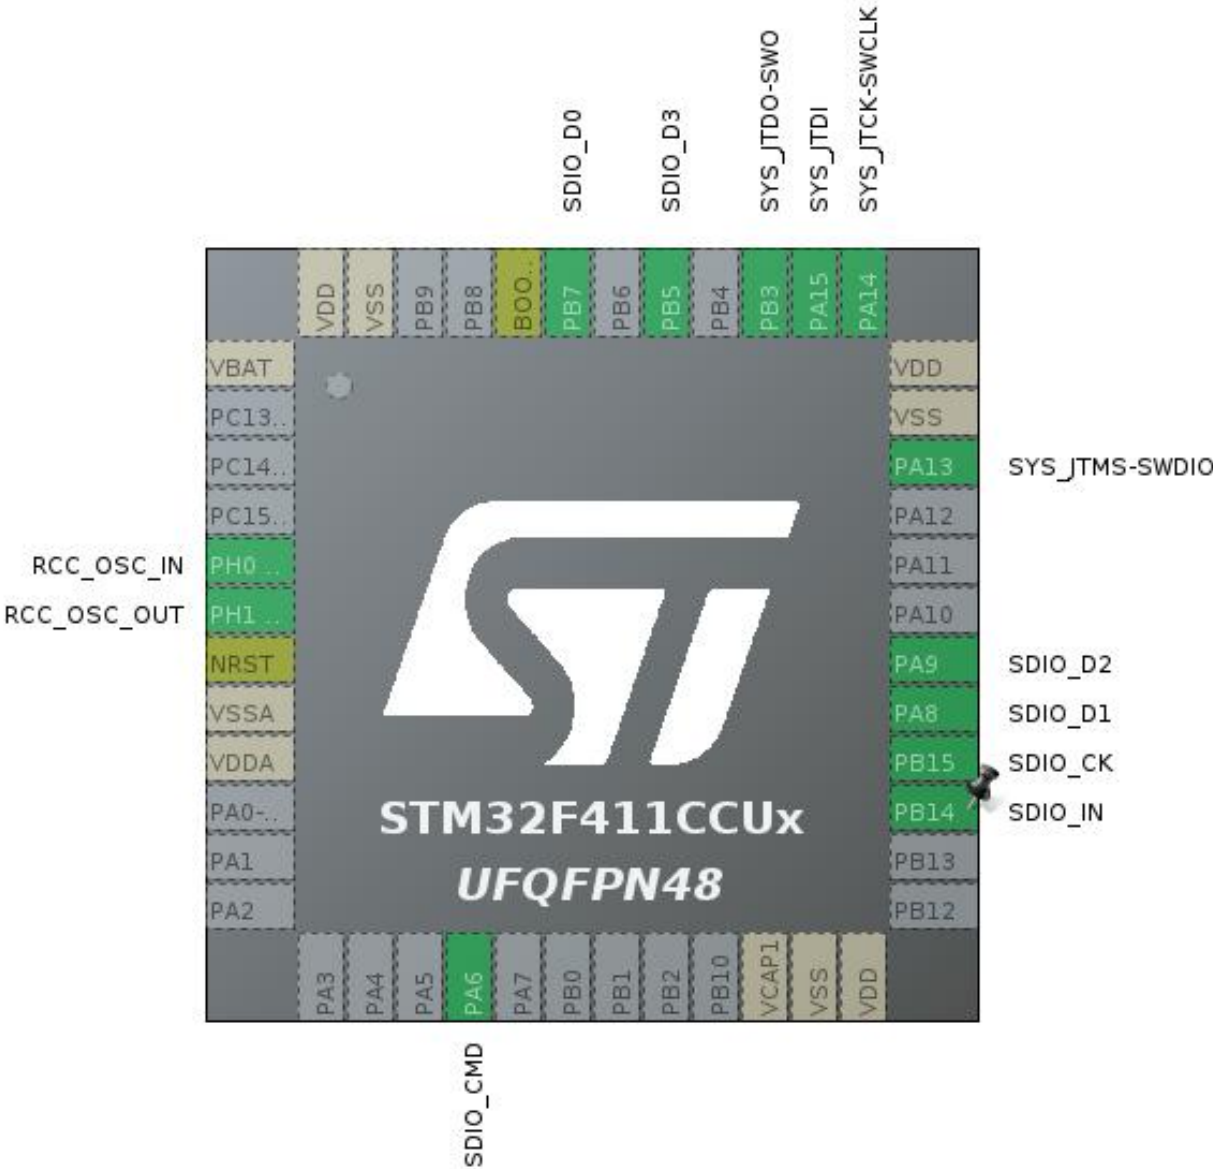 SDIO_D0
SDIO_D3
SYS_JTDO-SWO
SYS_JTDI
SYS_JTCK-SWCLK
VDD
VSS
PB9
PB8
BOO..
PB7
PB6
PB5
PB4
PB3
PA15
PA14
VBAT
PC13..
PC14..
PC15..
RCC_OSC_IN
PH0 ..
RCC_OSC_OUT
PH1 ..
NRST
VSSA
VDDA
PA0-..
PA1
PA2
VDD
VSS
PA13
SYS_JTMS-SWDIO
PA12
PA11
PA10
PA9
SDIO_D2
PA8
SDIO_D1
PB15
SDIO_CK
PB14
SDIO_IN
PB13
PB12
ST
STM32F411CCUx
UFQFPN48
PA3
PA4
PA5
PA6
PA7
PB0
PB1
PB2
PB10
VCAP1
VSS
VDD
SDIO_CMD